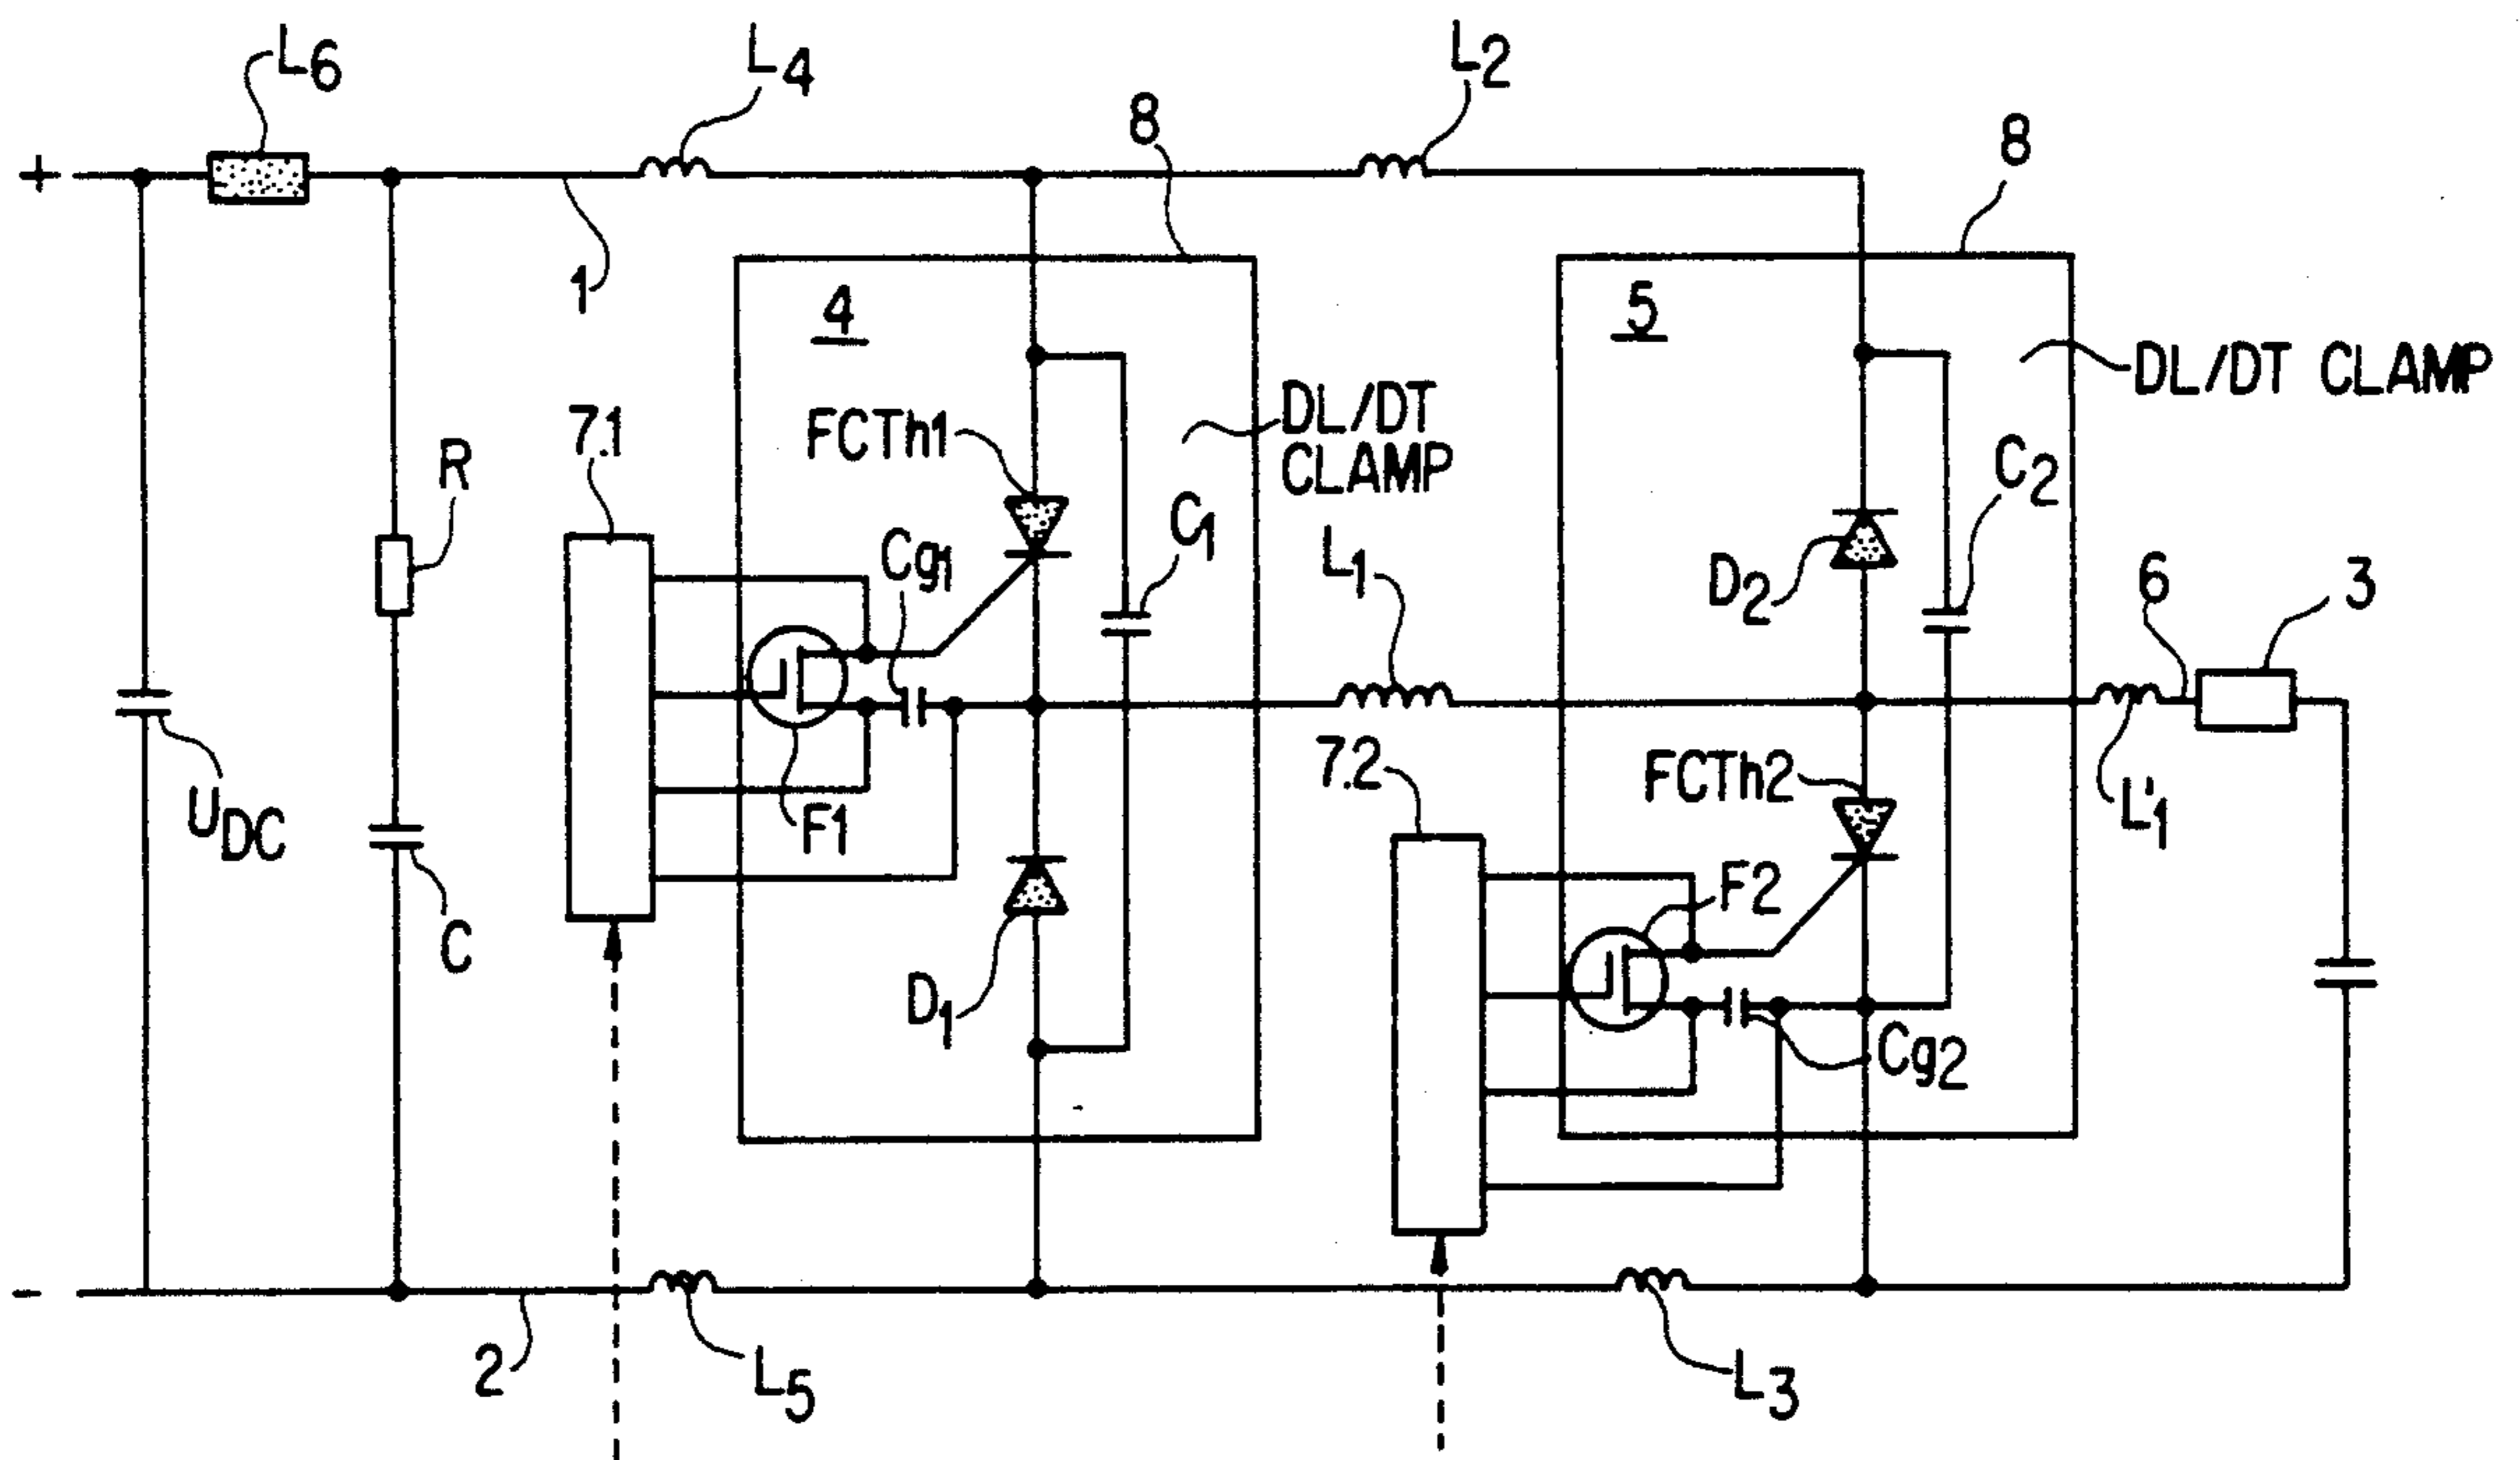 L6
L4
L2
8
8
+
1
4
5
DL/DT CLAMP
7.1
FCTh1
DL/DT
CLAMP
R
Cg1
C1
L1
C2
D2
6
3
7.2
FCTh2
UDC
F1
L'1
F2
C
D1
Cg2
-
2
L5
L3